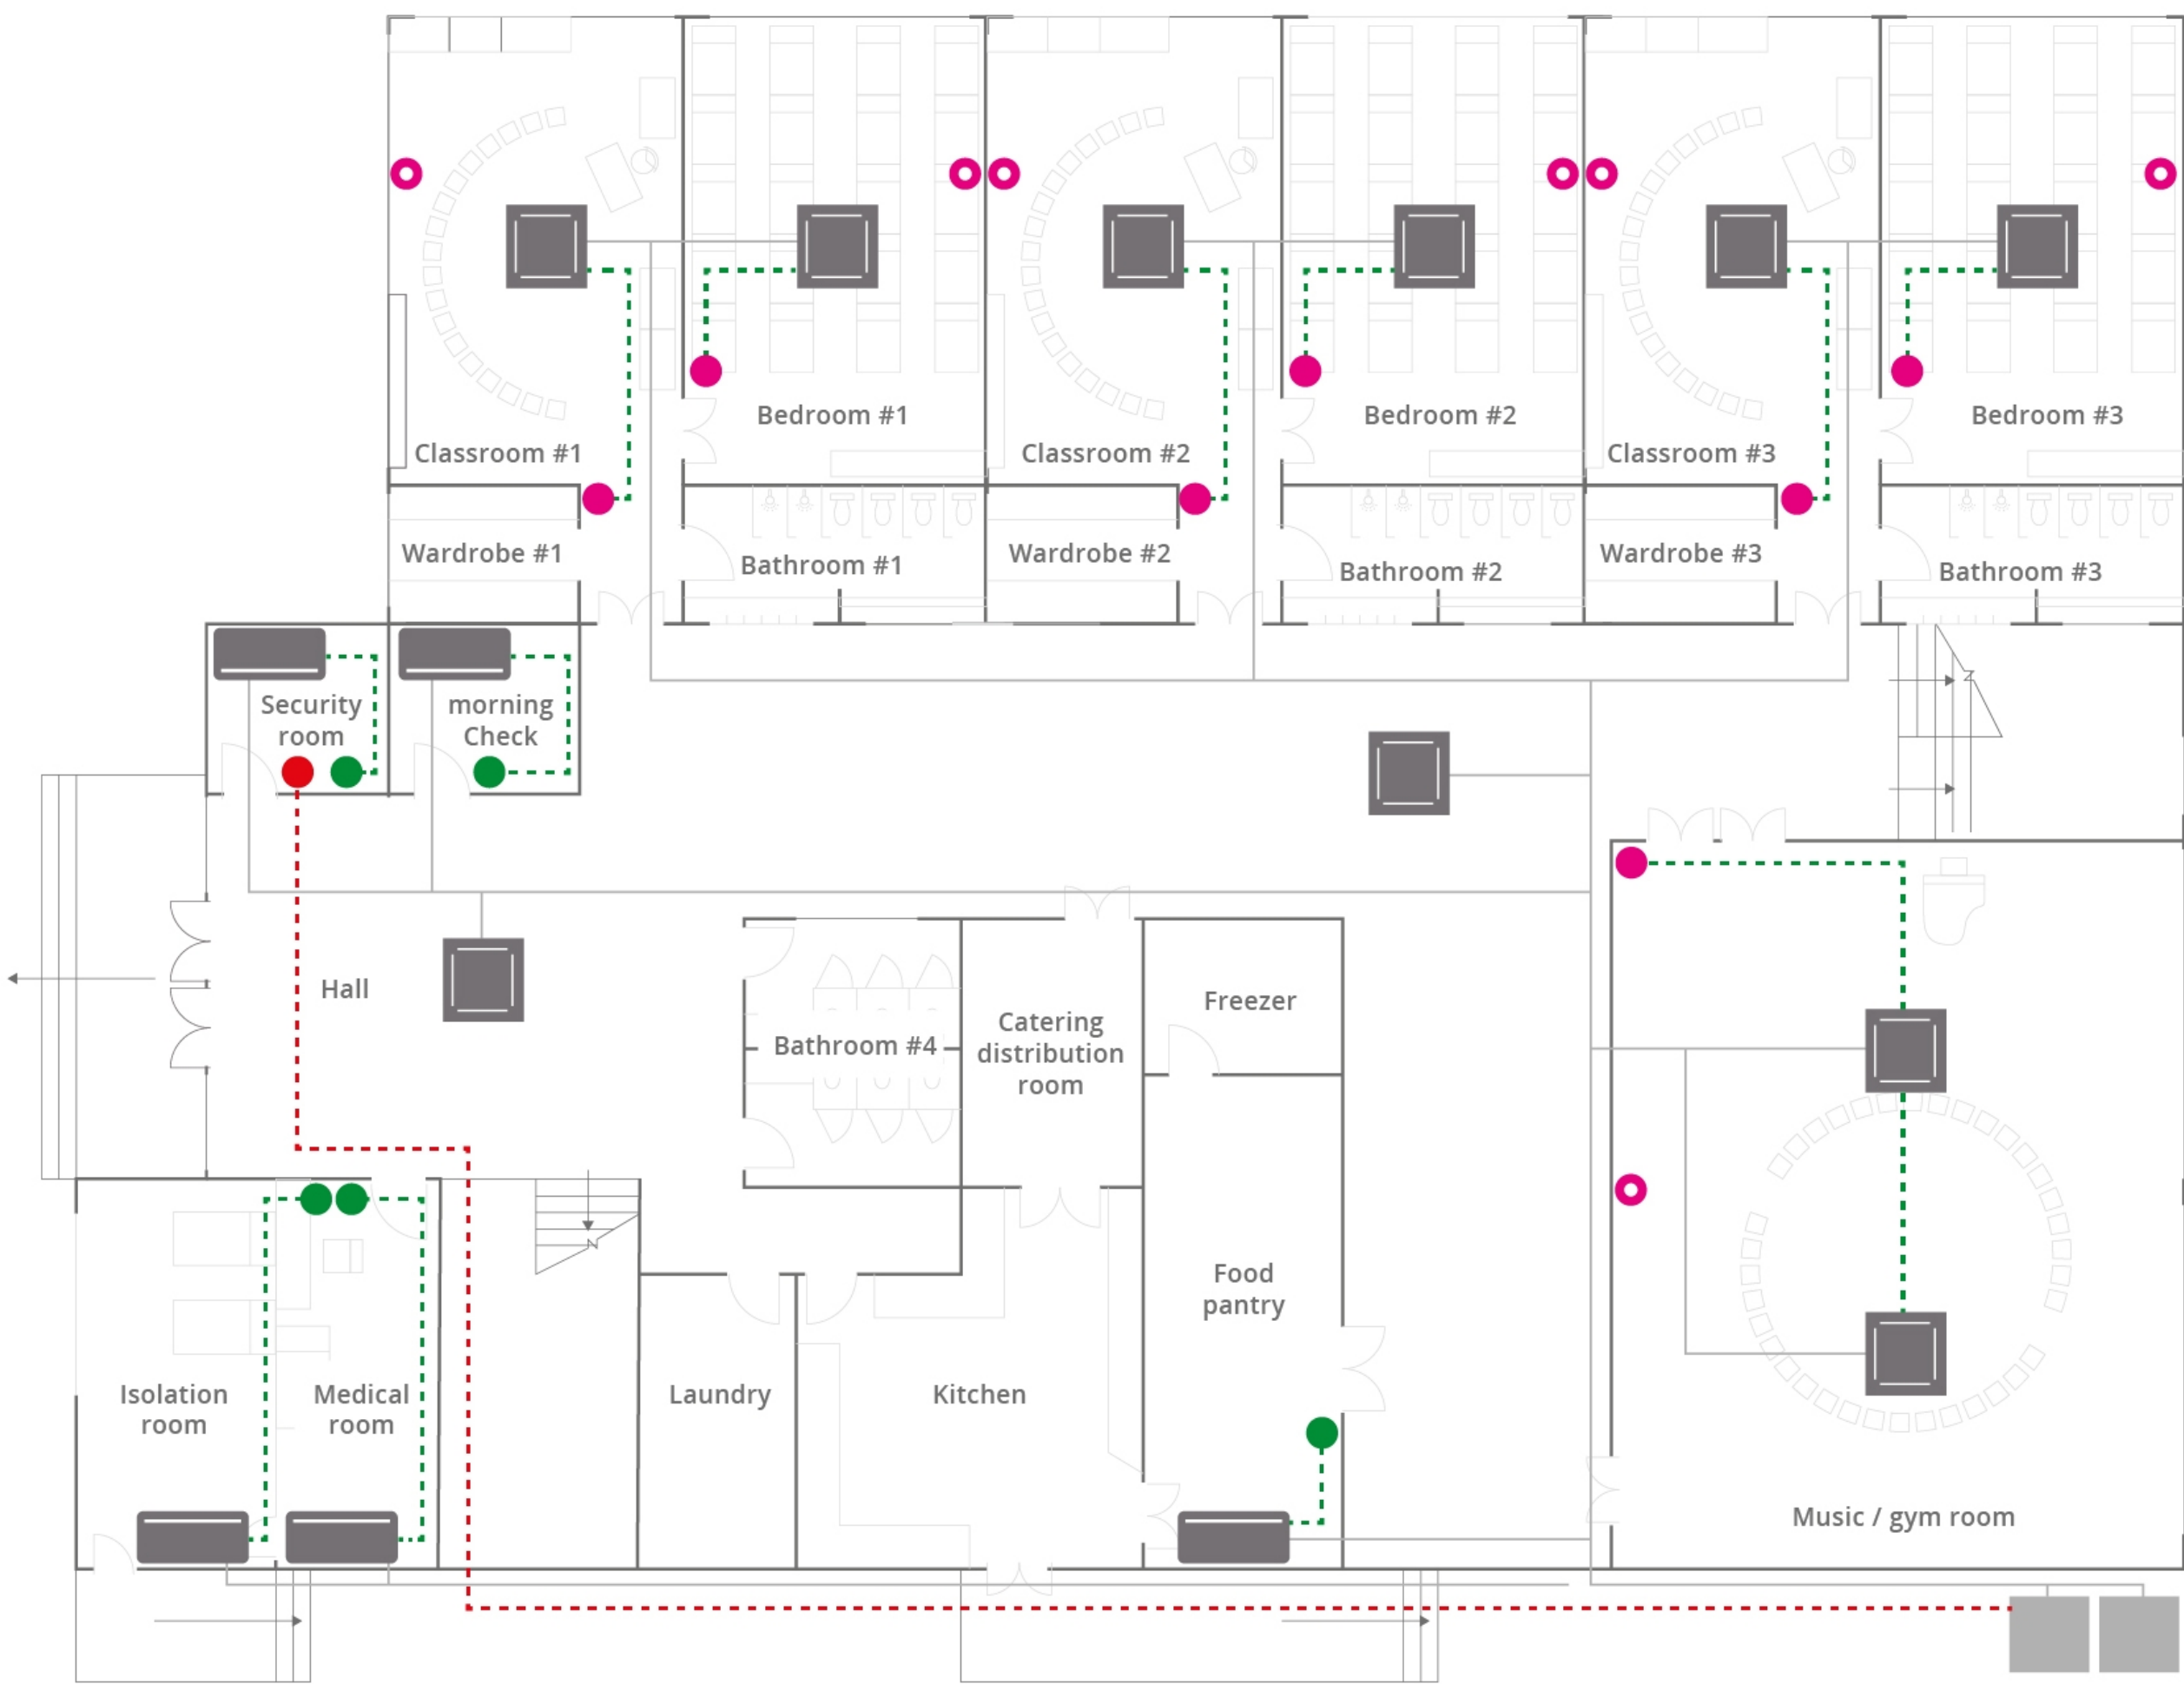 Bedroom #1
Bedroom #2
Bedroom #3
Classroom #1
Classroom #2
Classroom #3
Wardrobe #1
Bathroom #1
Wardrobe #2
Bathroom #2
Wardrobe #3
Bathroom #3
Security
room
morning
Check
Hall
Bathroom #4
Catering
distribution
room
Freezer
Food
pantry
Isolation
room
Medical
room
Laundry
Kitchen
Music / gym room